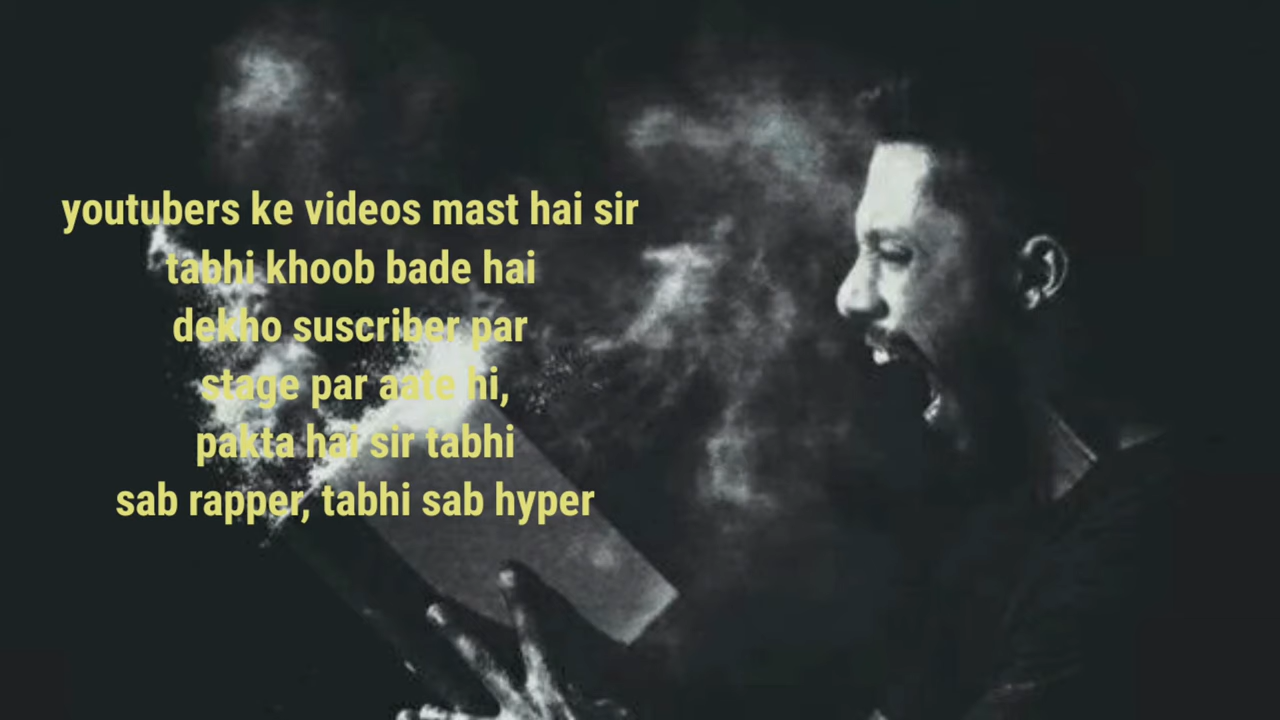 youtubers ke videos mast hai sir
tabhi khoob bade hai
dekho suscriber par
stage par aate hi,
pakta hai sir tabhi
sab rapper, tabhi sab hyper